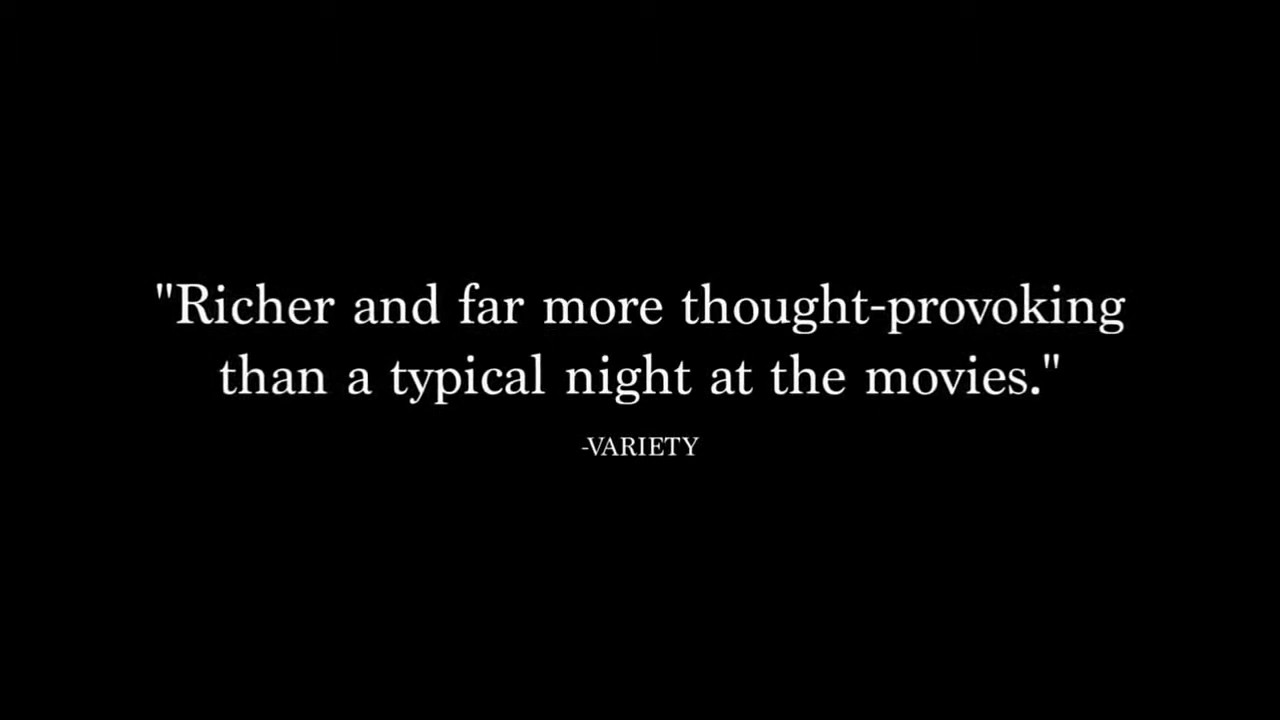 "Richer and far more thought-provoking
than a typical night at the movies."
-VARIETY